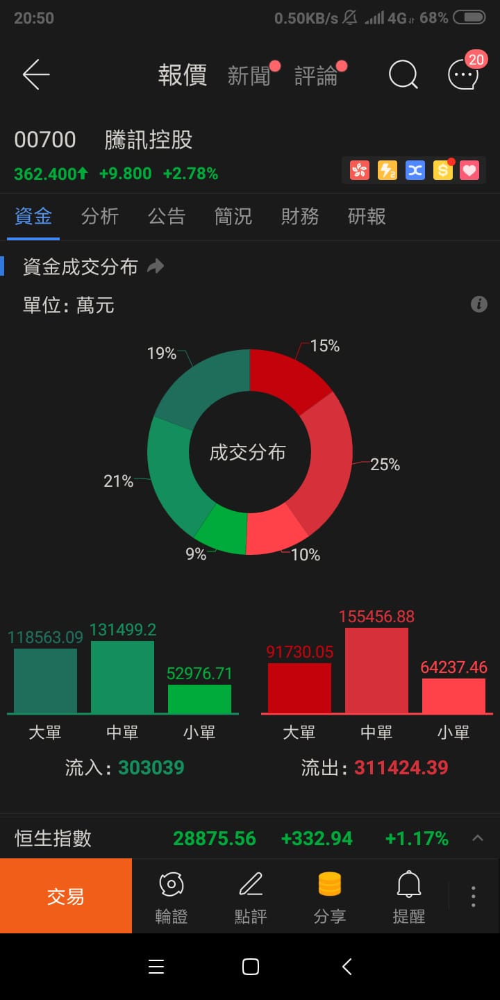 20:50 0.50KB/s 4G 68%
報價 新聞 評論 20
00700 騰訊控股
362.400 +9.800 +2.78%
2 $
資金 分析 公告 簡況 財務 研報
資金成交分布
單位: 萬元 i
19% 15%
成交分布
25%
21%
9% 10%
118563.09 131499.2 52976.71 91730.05 155456.88 64237.46
大單 中單 小單 大單 中單 小單
流入: 303039 流出: 311424.39
恒生指數 28875.56 +332.94 +1.17%
交易 輪證 點評 分享 提醒